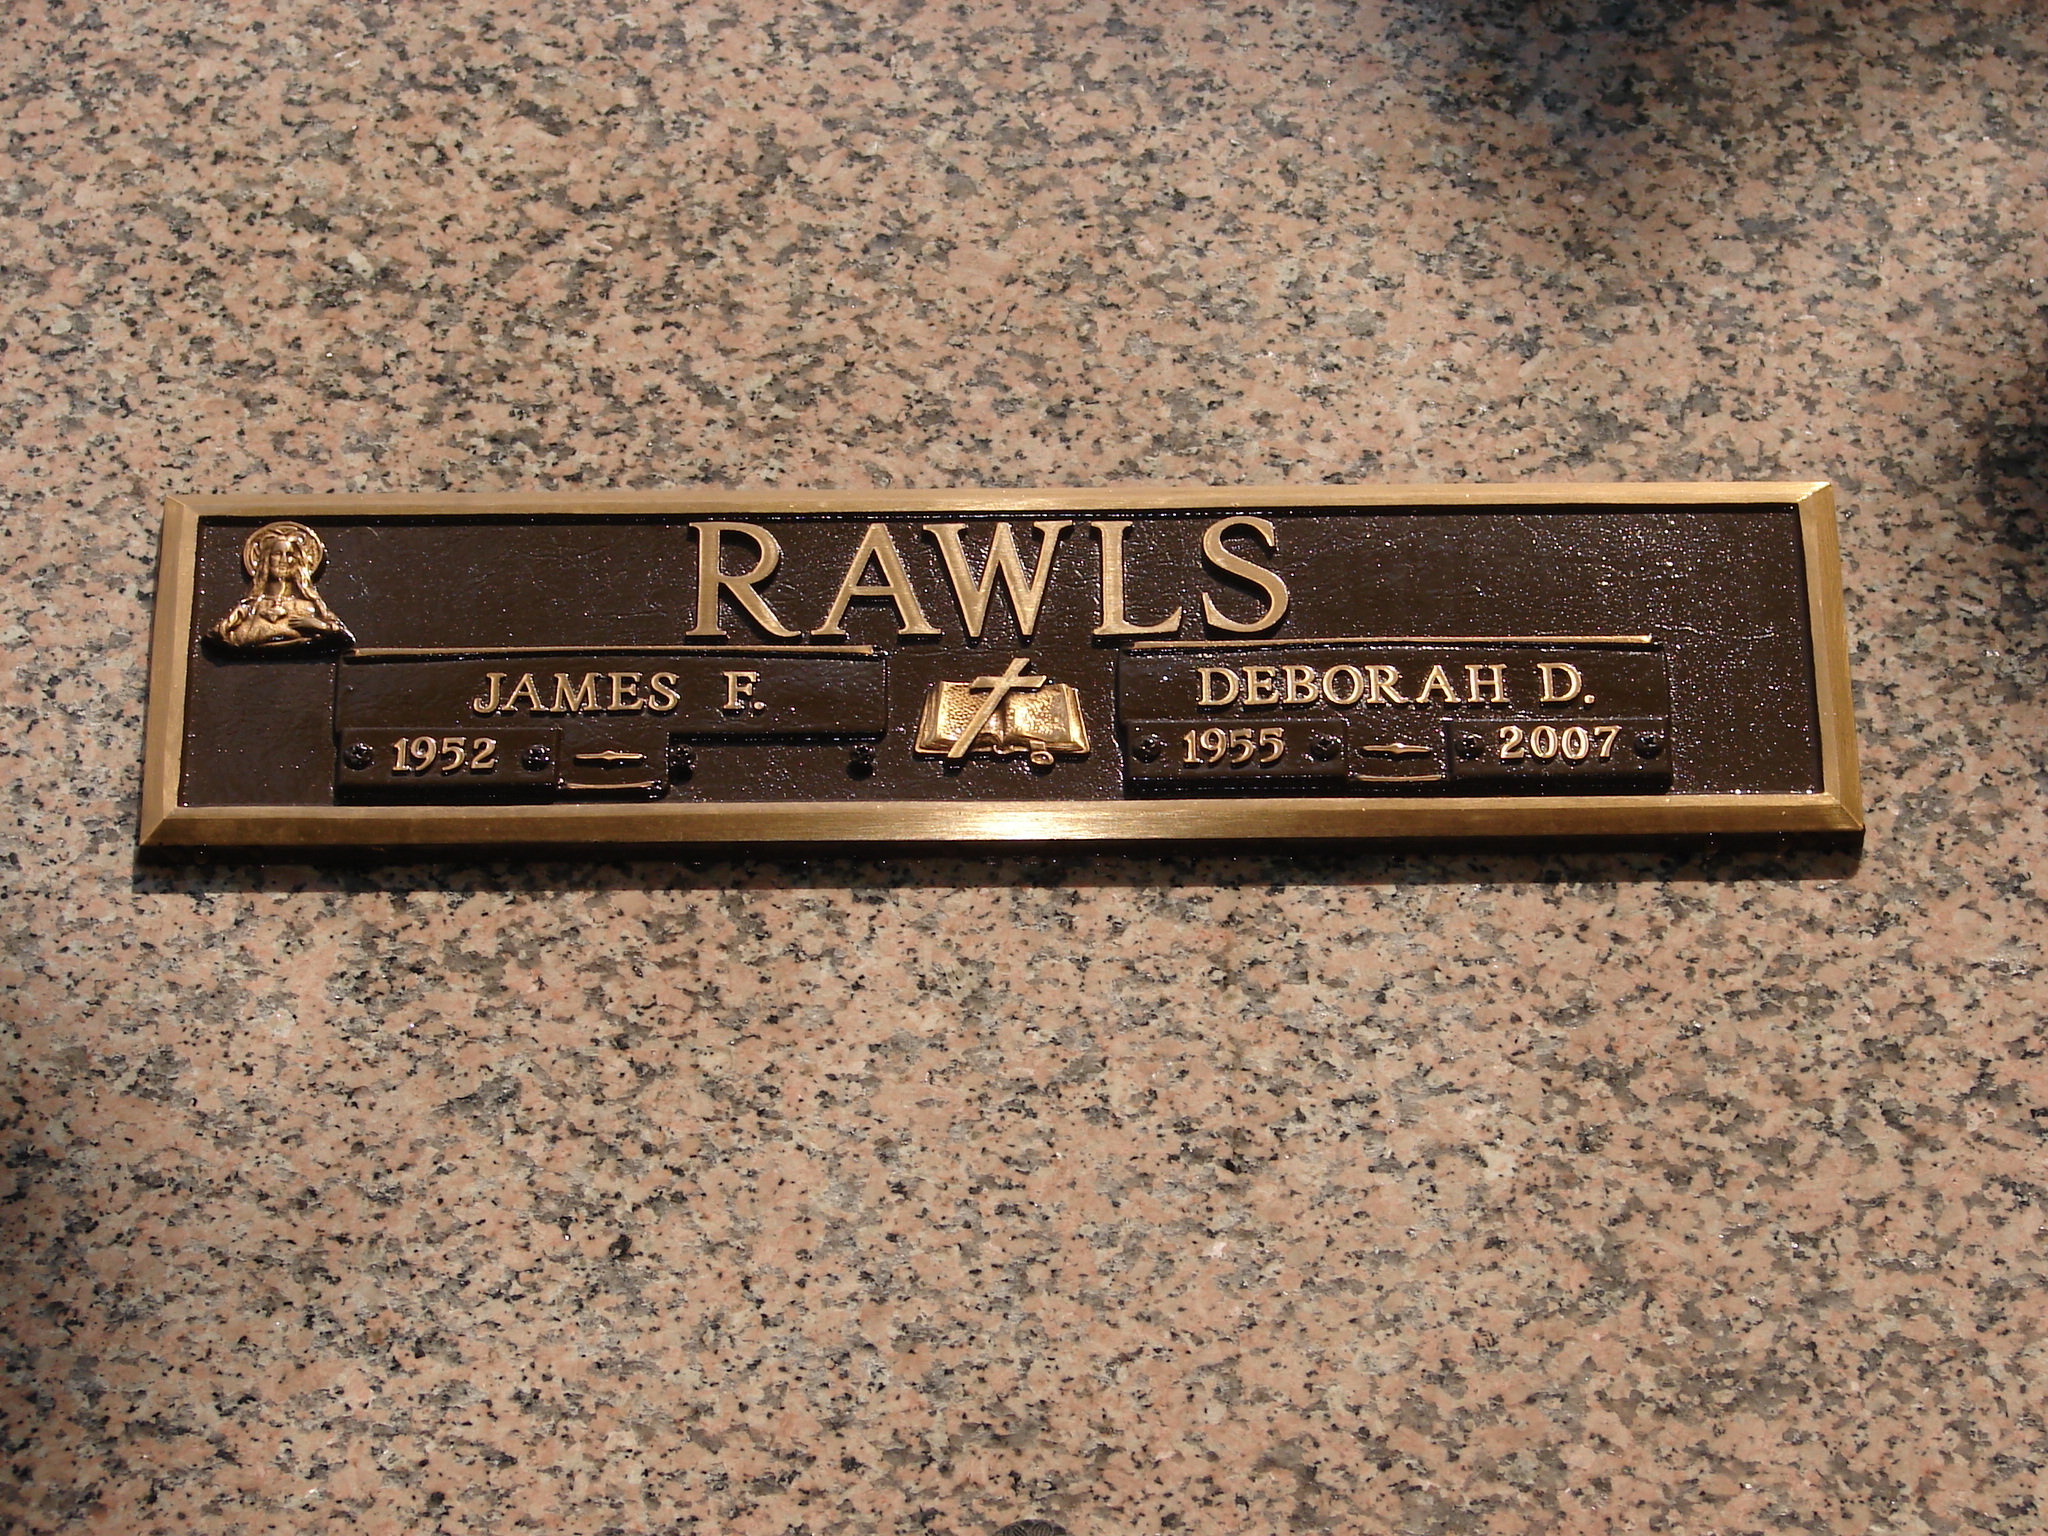 RAWLS
JAMES F. DEBORAH D.
1952 — 1955 — 2007